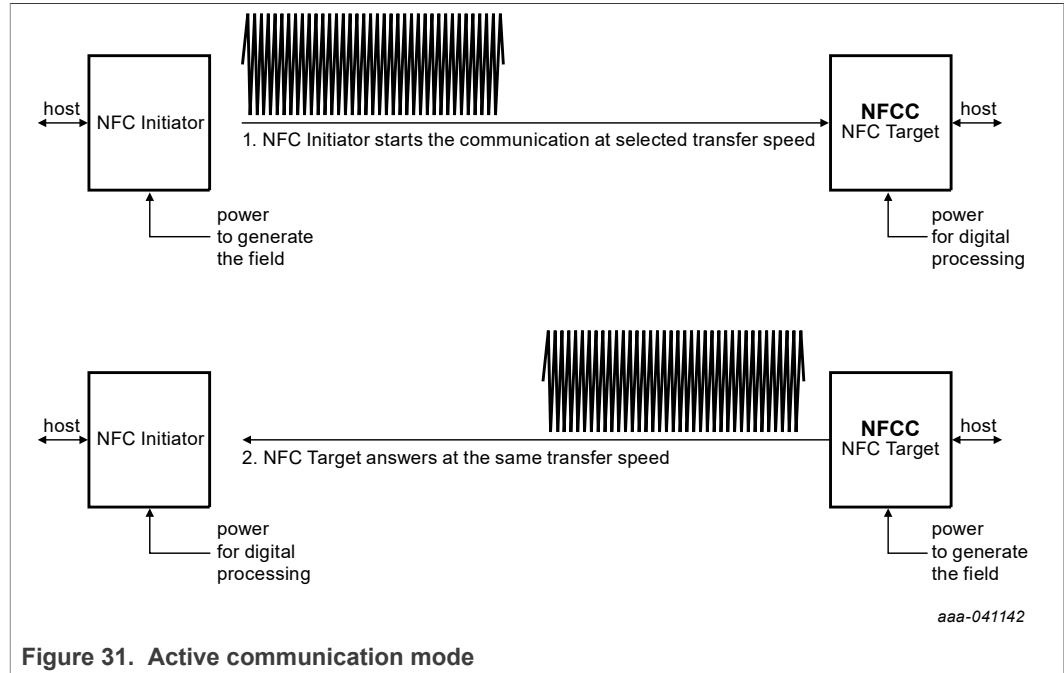 host
NFC Initiator
1. NFC Initiator starts the communication at selected transfer speed
NFCC
NFC Target
host
power
to generate
the field
power
for digital
processing
host
NFC Initiator
2. NFC Target answers at the same transfer speed
NFCC
NFC Target
host
power
for digital
processing
power
to generate
the field
aaa-041142
Figure 31. Active communication mode